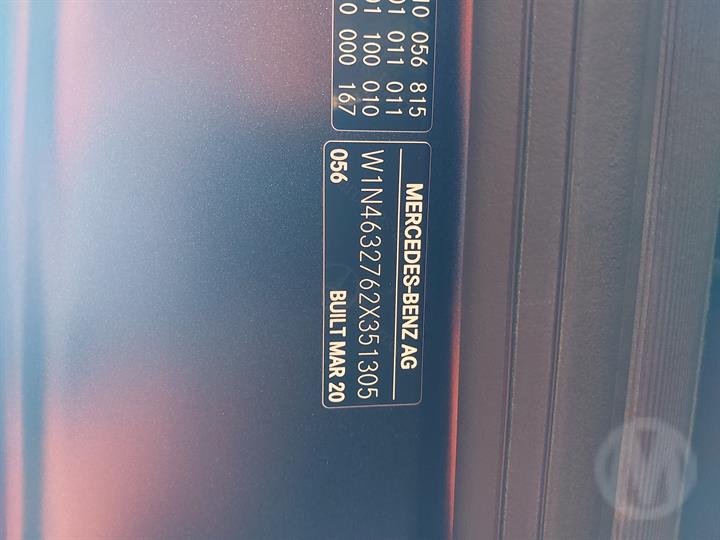 10 056 815
01 011 011
01 100 010
0 000 167
MERCEDES-BENZ AG
W1N4632762X351305
056 BUILT MAR 20